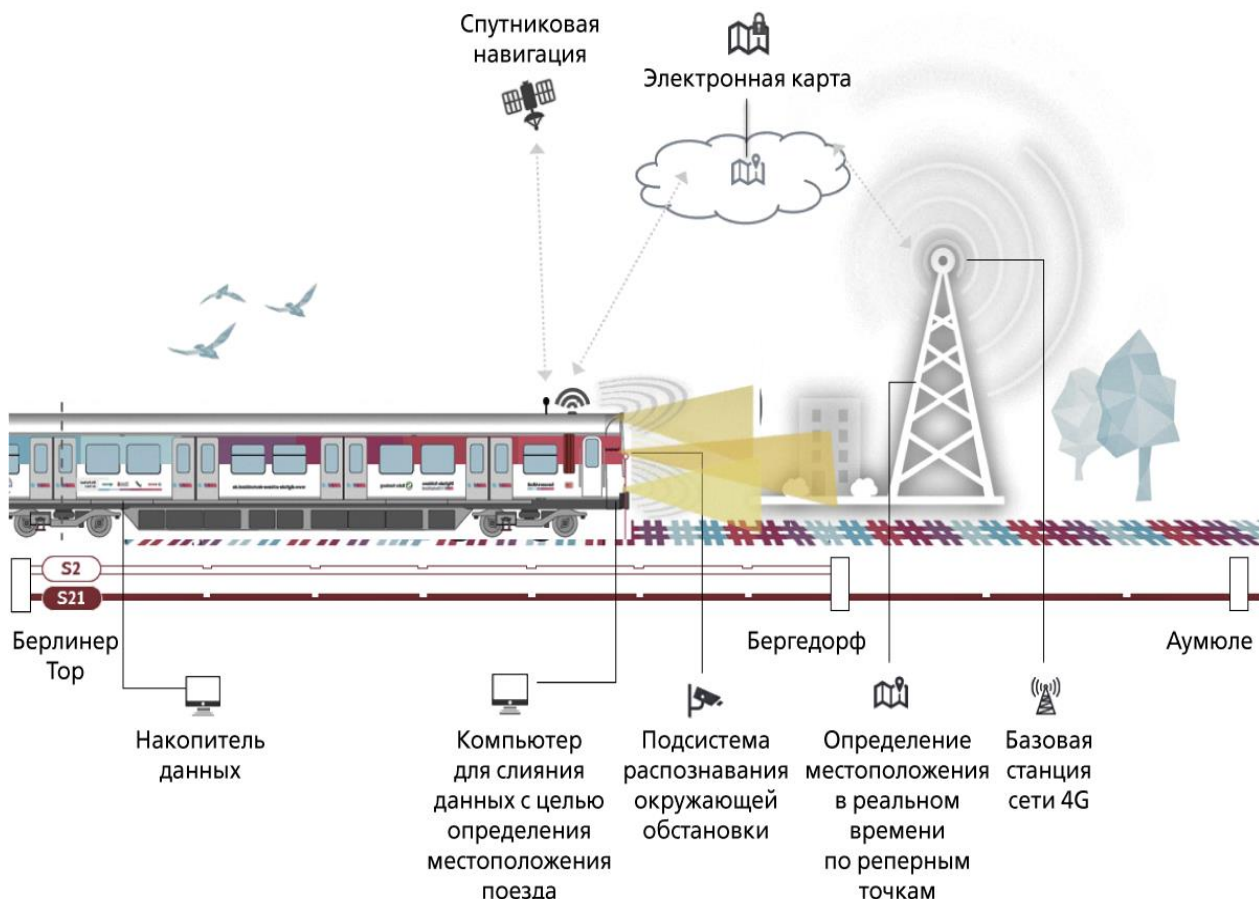 Спутниковая
навигация
Электронная карта
S2
S21
Берлинер
Тор
Бергедорф
Аумюле
Накопитель
данных
Компьютер
для слияния
данных с целью
определения
местоположения
поезда
Подсистема
распознавания
окружающей
обстановки
Определение
местоположения
в реальном
времени
по реперным
точкам
Базовая
станция
сети 4G